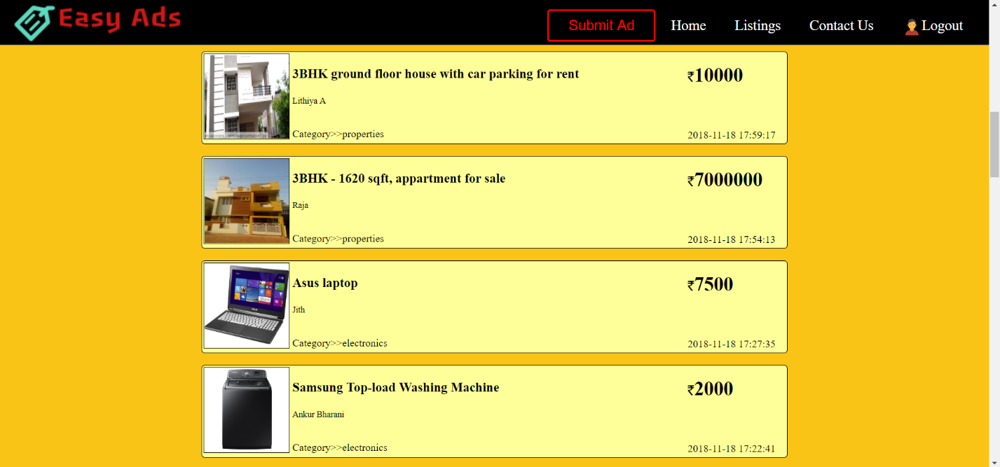 Easy Ads
Submit Ad
Home
Listings
Contact Us
Logout
3BHK ground floor house with car parking for rent
₹10000
Lithiya A
Category>>properties
2018-11-18 17:59:17
3BHK - 1620 sqft, appartment for sale
₹7000000
Raja
Category>>properties
2018-11-18 17:54:13
Asus laptop
₹7500
Jith
Category>>electronics
2018-11-18 17:27:35
Samsung Top-load Washing Machine
₹2000
Ankur Bharani
Category>>electronics
2018-11-18 17:22:41